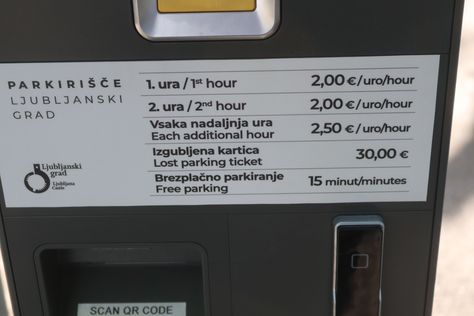 PARKIRIŠČE
LJUBLJANSKI
GRAD
1. ura / 1st hour 2,00 €/uro/hour
2. ura / 2nd hour 2,00 €/uro/hour
Vsaka nadaljnja ura
Each additional hour 2,50 €/uro/hour
Izgubljena kartica
Lost parking ticket 30,00 €
Brezplačno parkiranje
Free parking 15 minut/minutes
Ljubljanski
grad
Ljubljana
Castle
SCAN QR CODE